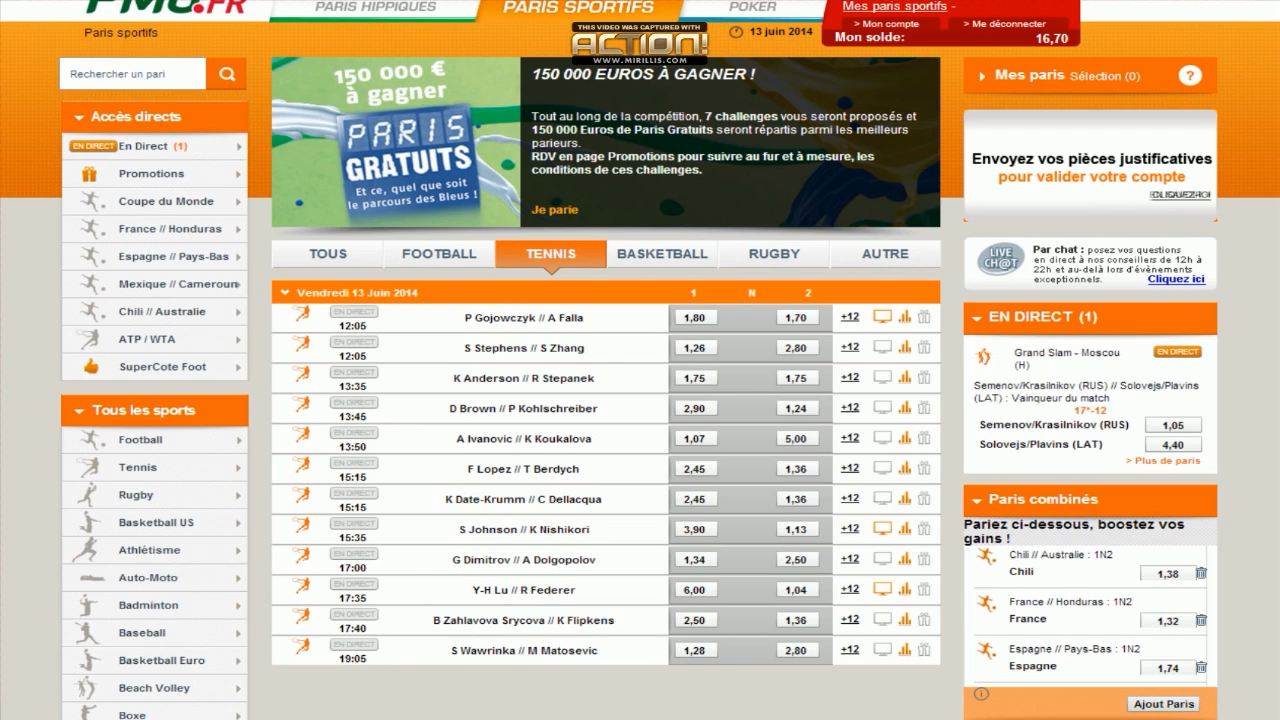 PMU.FR
PARIS HIPPIQUES
PARIS SPORTIFS
POKER
Mes paris sportifs -
> Mon compte
> Me déconnecter
Mon solde:
16,70
Paris sportifs
THIS VIDEO WAS CAPTURED WITH
ACTION!
WWW.MIRILLIS.COM
13 juin 2014
Rechercher un pari
Accès directs
EN DIRECT En Direct (1)
Promotions
Coupe du Monde
France // Honduras
Espagne // Pays-Bas
Mexique // Cameroun
Chili // Australie
ATP / WTA
SuperCote Foot
Tous les sports
Football
Tennis
Rugby
Basketball US
Athlétisme
Auto-Moto
Badminton
Baseball
Basketball Euro
Beach Volley
Boxe
150 000 €
à gagner
PARIS
GRATUITS
Et ce, quel que soit
le parcours des Bleus !
150 000 EUROS À GAGNER !
Tout au long de la compétition, 7 challenges vous seront proposés et
150 000 Euros de Paris Gratuits seront répartis parmi les meilleurs
parieurs.
RDV en page Promotions pour suivre au fur et à mesure, les
conditions de ces challenges.
Je parie
TOUS FOOTBALL TENNIS BASKETBALL RUGBY AUTRE
Vendredi 13 Juin 2014 1 N 2
EN DIRECT
12:05 P Gojowczyk // A Falla 1,80 1,70 +12
EN DIRECT
12:05 S Stephens // S Zhang 1,26 2,80 +12
EN DIRECT
13:35 K Anderson // R Stepanek 1,75 1,75 +12
EN DIRECT
13:45 D Brown // P Kohlschreiber 2,90 1,24 +12
EN DIRECT
13:50 A Ivanovic // K Koukalova 1,07 5,00 +12
EN DIRECT
15:15 F Lopez // T Berdych 2,45 1,36 +12
EN DIRECT
15:15 K Date-Krumm // C Dellacqua 2,45 1,36 +12
EN DIRECT
15:35 S Johnson // K Nishikori 3,90 1,13 +12
EN DIRECT
17:00 G Dimitrov // A Dolgopolov 1,34 2,50 +12
EN DIRECT
17:35 Y-H Lu // R Federer 6,00 1,04 +12
EN DIRECT
17:40 B Zahlavova Srycova // K Flipkens 2,50 1,36 +12
EN DIRECT
19:05 S Wawrinka // M Matosevic 1,28 2,80 +12
Mes paris Sélection (0) ?
Envoyez vos pièces justificatives
pour valider votre compte
LIVE
CH@T
Par chat : posez vos questions
en direct à nos conseillers de 12h à
22h et au-delà lors d'évènements
exceptionnels. Cliquez ici
EN DIRECT (1)
Grand Slam - Moscou
(H)
EN DIRECT
Semenov/Krasilnikov (RUS) // Solovejs/Plavins
(LAT) : Vainqueur du match
17*-12
Semenov/Krasilnikov (RUS) 1,05
Solovejs/Plavins (LAT) 4,40
> Plus de paris
Paris combinés
Pariez ci-dessous, boostez vos
gains !
Chili // Australie : 1N2
Chili 1,38
France // Honduras : 1N2
France 1,32
Espagne // Pays-Bas : 1N2
Espagne 1,74
Ajout Paris